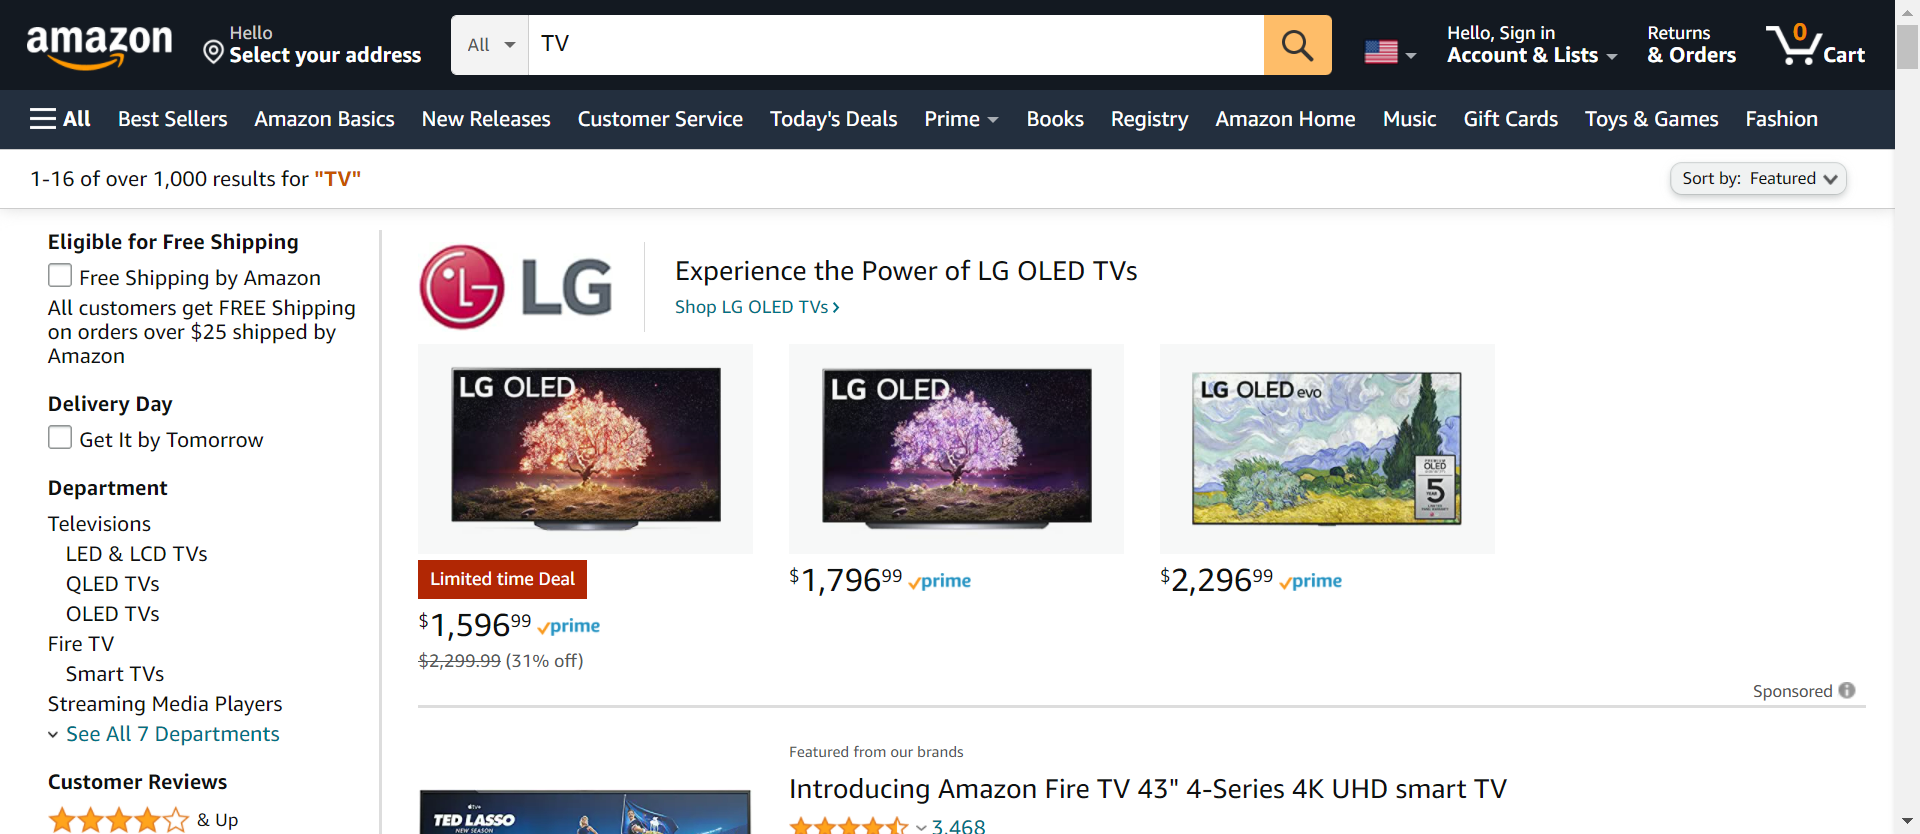 amazon
Hello
Select your address
All
TV
Hello, Sign in
Account & Lists
Returns
& Orders
0
Cart
All
Best Sellers
Amazon Basics
New Releases
Customer Service
Today's Deals
Prime
Books
Registry
Amazon Home
Music
Gift Cards
Toys & Games
Fashion
1-16 of over 1,000 results for "TV"
Sort by: Featured
Eligible for Free Shipping
Free Shipping by Amazon
All customers get FREE Shipping
on orders over $25 shipped by
Amazon
Delivery Day
Get It by Tomorrow
Department
Televisions
LED & LCD TVs
QLED TVs
OLED TVs
Fire TV
Smart TVs
Streaming Media Players
See All 7 Departments
Customer Reviews
& Up
LG
Experience the Power of LG OLED TVs
Shop LG OLED TVs
LG OLED
LG OLED
LG OLED evo
OLED
5
YEAR
Limited time Deal
$1,596.99 prime
$2,299.99 (31% off)
$1,796.99 prime
$2,296.99 prime
Sponsored
Featured from our brands
Introducing Amazon Fire TV 43" 4-Series 4K UHD smart TV
3,468
tv+
TED LASSO
NEW SEASON